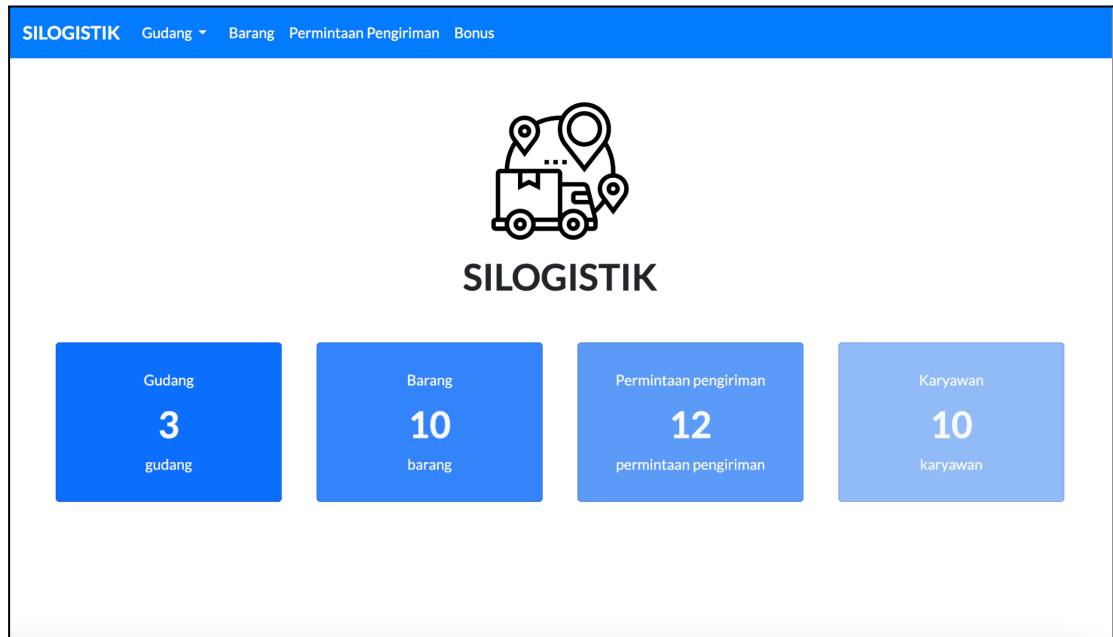 SILOGISTIK Gudang Barang Permintaan Pengiriman Bonus
SILOGISTIK
Gudang
3
gudang
Barang
10
barang
Permintaan pengiriman
12
permintaan pengiriman
Karyawan
10
karyawan